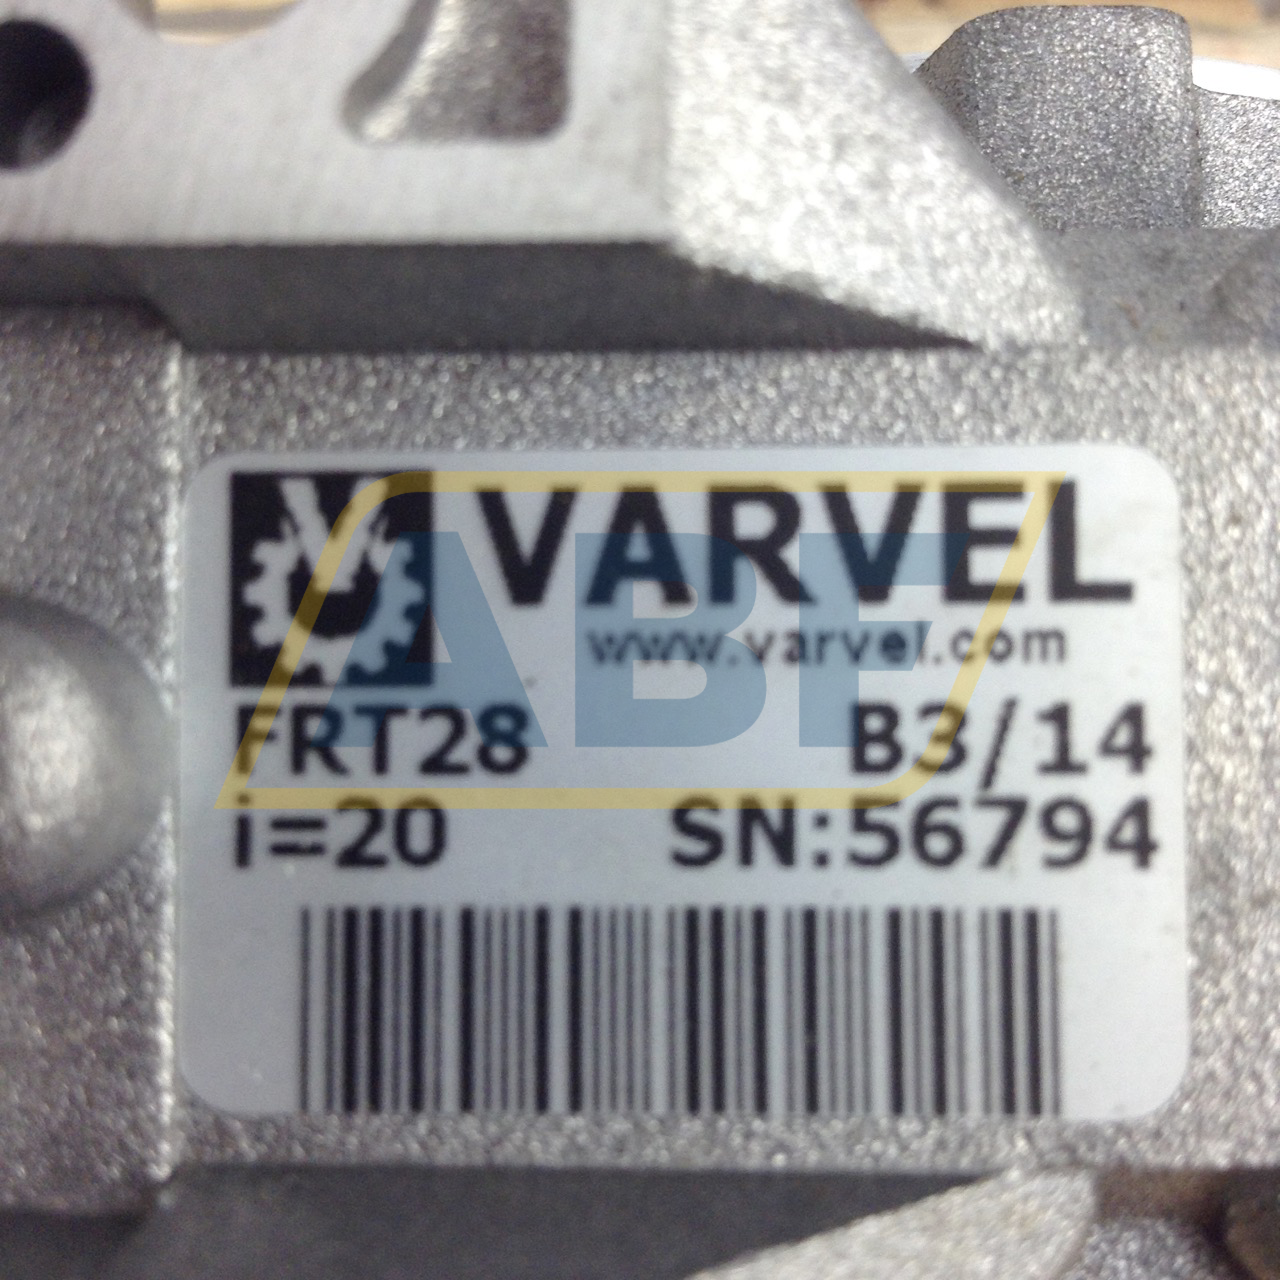 VARVEL
www.varvel.com
FRT28 B3/14
i=20 SN:56794
ABF